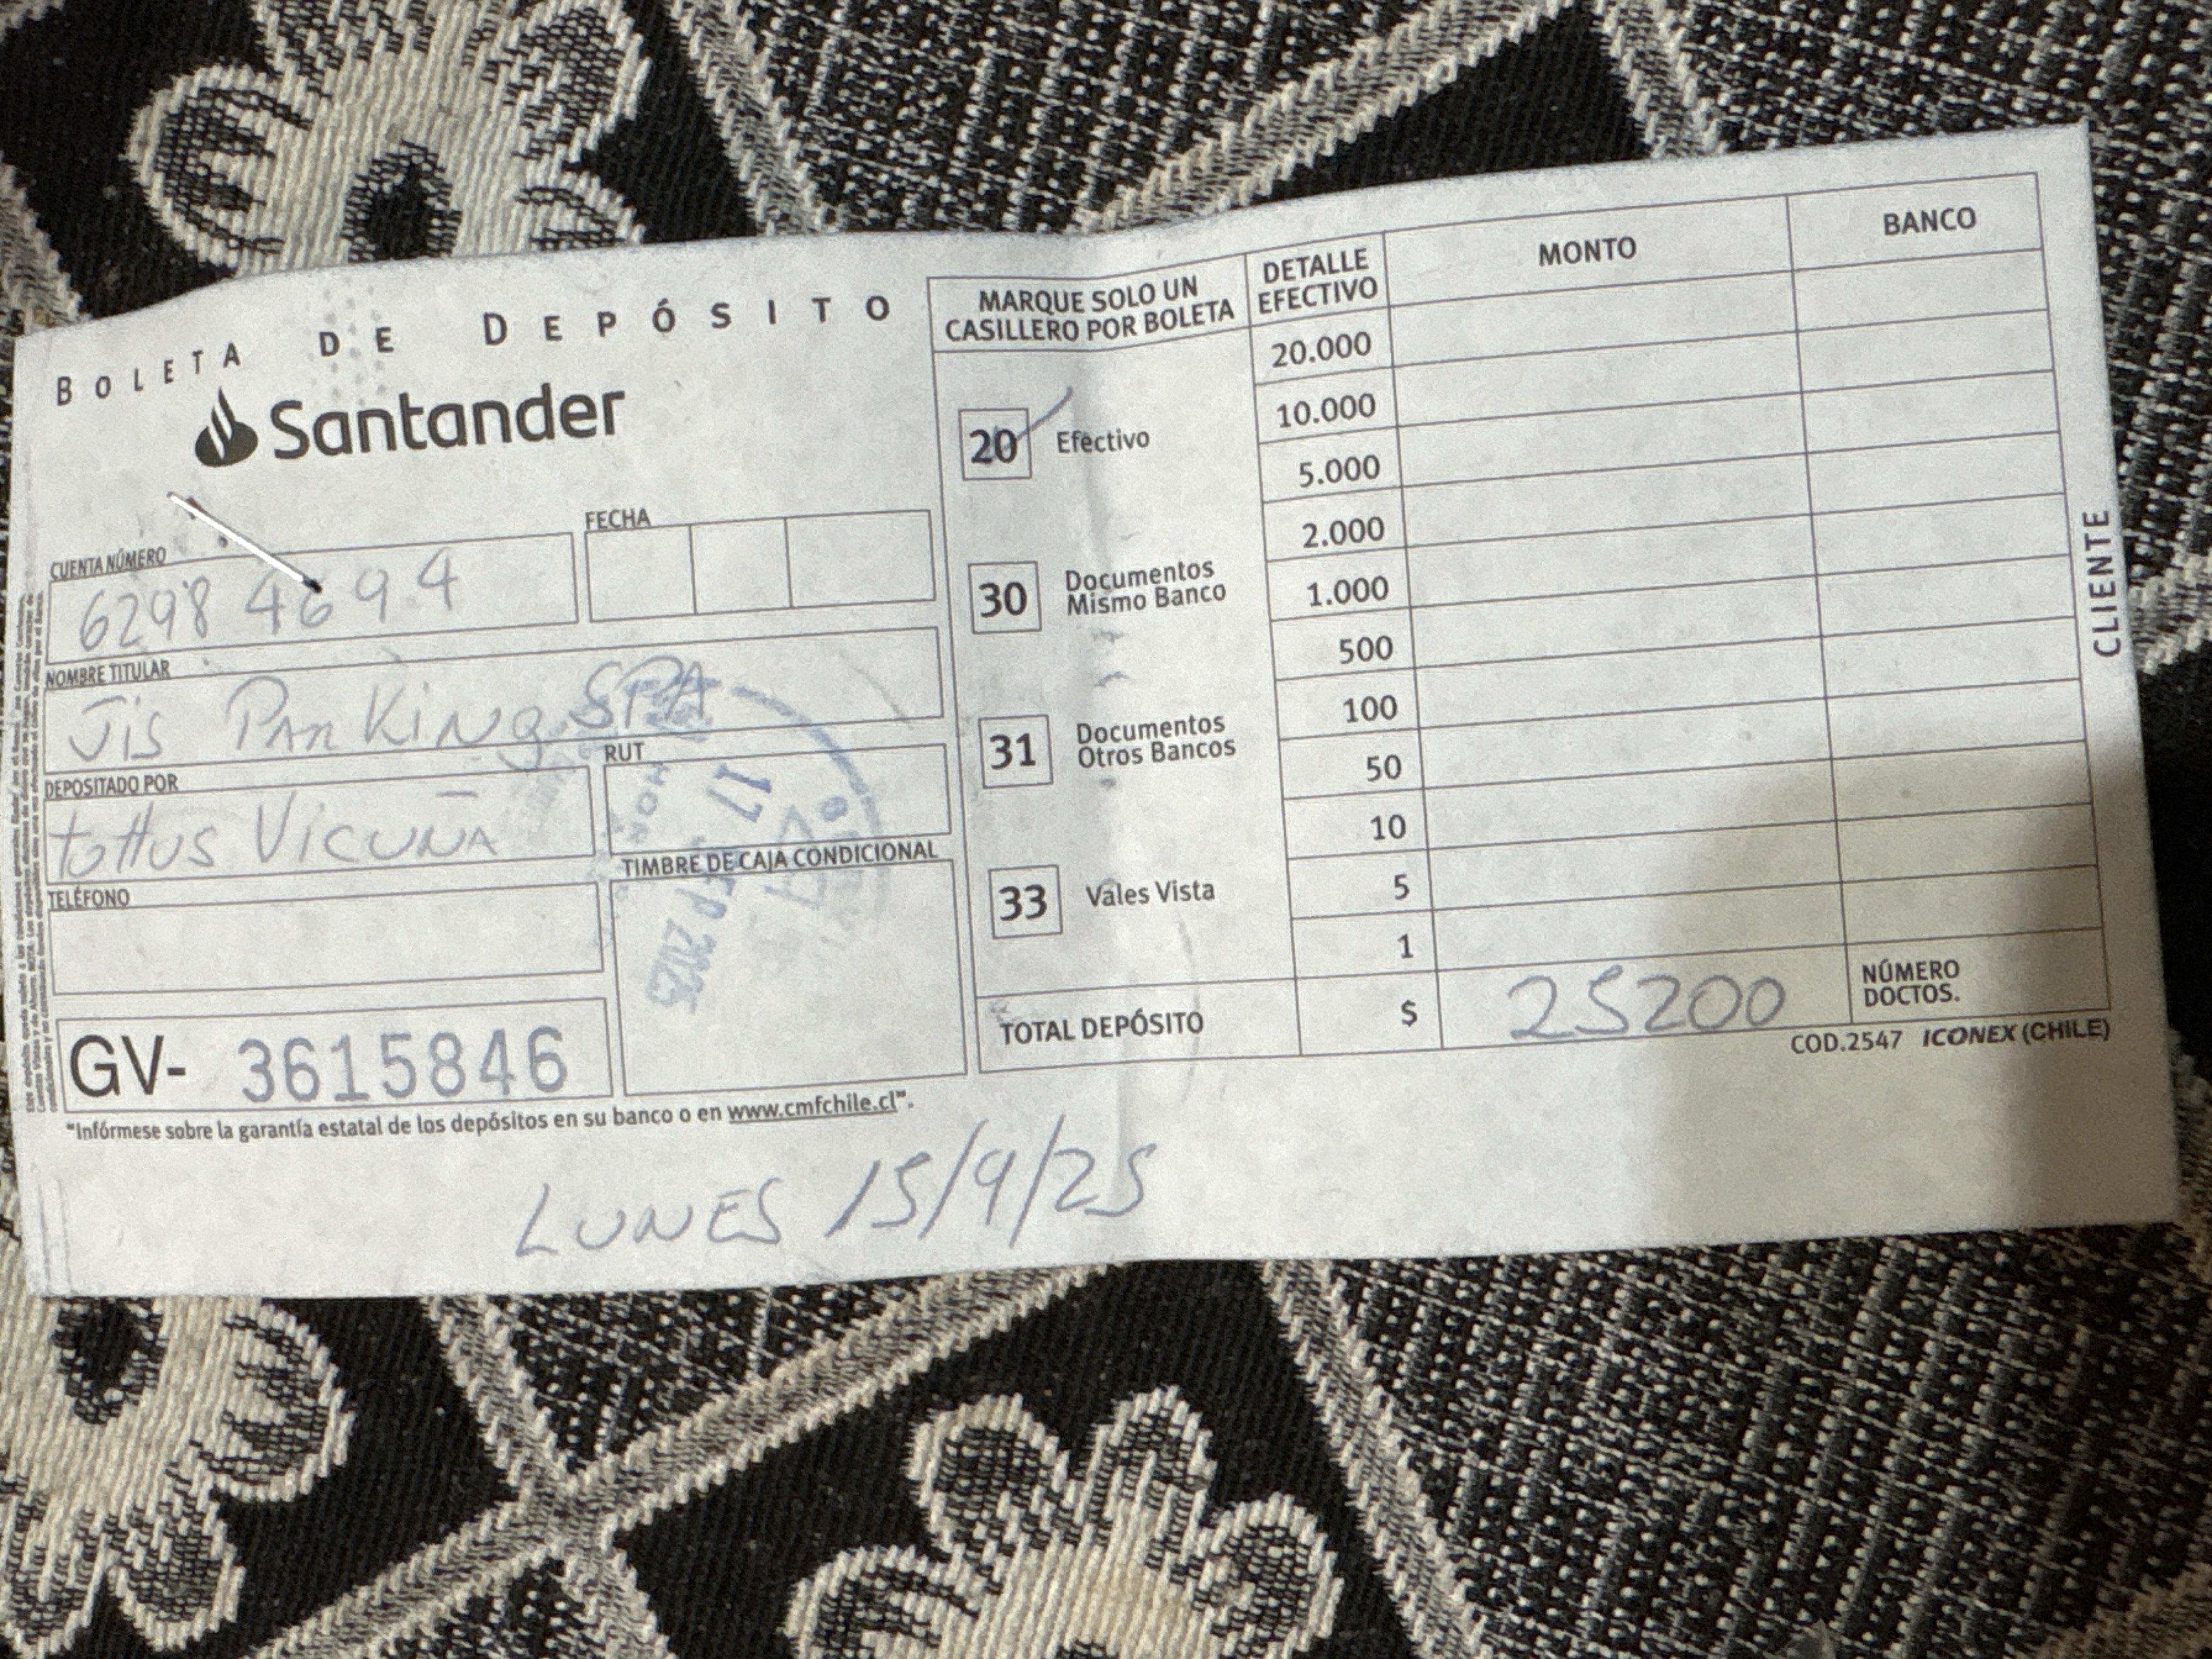 BOLETA DE DEPÓSITO
Santander
CUENTA NÚMERO
6298 4694
FECHA
NOMBRE TITULAR
Jis Parking SPA
DEPOSITADO POR
tottus Vicuña
RUT
TELÉFONO
TIMBRE DE CAJA CONDICIONAL
17 SEP 2025
GV- 3615846
"Infórmese sobre la garantía estatal de los depósitos en su banco o en www.cmfchile.cl".
MARQUE SOLO UN
CASILLERO POR BOLETA
20 Efectivo
30 Documentos
Mismo Banco
31 Documentos
Otros Bancos
33 Vales Vista
DETALLE
EFECTIVO
MONTO
BANCO
20.000
10.000
5.000
2.000
1.000
500
100
50
10
5
1
TOTAL DEPÓSITO $ 25200
NÚMERO
DOCTOS.
COD.2547 ICONEX (CHILE)
CLIENTE
LUNES 15/9/25